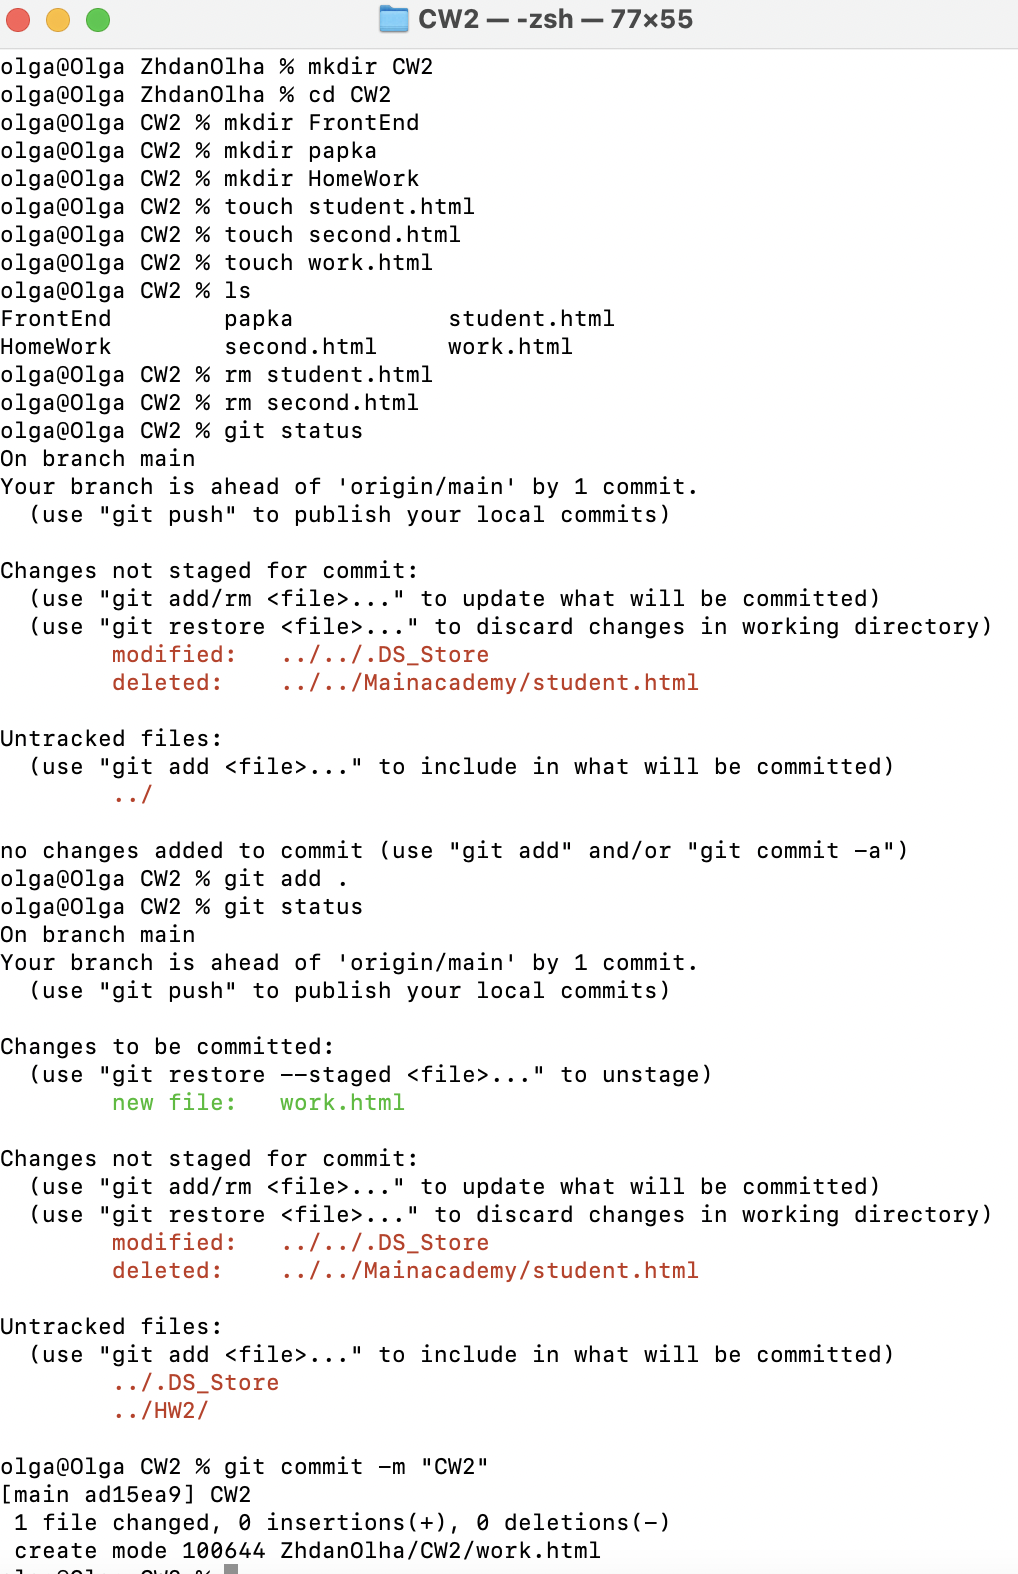 CW2 — -zsh — 77×55
olga@Olga ZhdanOlha % mkdir CW2
olga@Olga ZhdanOlha % cd CW2
olga@Olga CW2 % mkdir FrontEnd
olga@Olga CW2 % mkdir papka
olga@Olga CW2 % mkdir HomeWork
olga@Olga CW2 % touch student.html
olga@Olga CW2 % touch second.html
olga@Olga CW2 % touch work.html
olga@Olga CW2 % ls
FrontEnd        papka           student.html
HomeWork        second.html     work.html
olga@Olga CW2 % rm student.html
olga@Olga CW2 % rm second.html
olga@Olga CW2 % git status
On branch main
Your branch is ahead of 'origin/main' by 1 commit.
  (use "git push" to publish your local commits)

Changes not staged for commit:
  (use "git add/rm <file>..." to update what will be committed)
  (use "git restore <file>..." to discard changes in working directory)
        modified:   ../../.DS_Store
        deleted:    ../../Mainacademy/student.html

Untracked files:
  (use "git add <file>..." to include in what will be committed)
        ../

no changes added to commit (use "git add" and/or "git commit -a")
olga@Olga CW2 % git add .
olga@Olga CW2 % git status
On branch main
Your branch is ahead of 'origin/main' by 1 commit.
  (use "git push" to publish your local commits)

Changes to be committed:
  (use "git restore --staged <file>..." to unstage)
        new file:   work.html

Changes not staged for commit:
  (use "git add/rm <file>..." to update what will be committed)
  (use "git restore <file>..." to discard changes in working directory)
        modified:   ../../.DS_Store
        deleted:    ../../Mainacademy/student.html

Untracked files:
  (use "git add <file>..." to include in what will be committed)
        ../.DS_Store
        ../HW2/

olga@Olga CW2 % git commit -m "CW2"
[main ad15ea9] CW2
 1 file changed, 0 insertions(+), 0 deletions(-)
 create mode 100644 ZhdanOlha/CW2/work.html
olga@Olga CW2 %